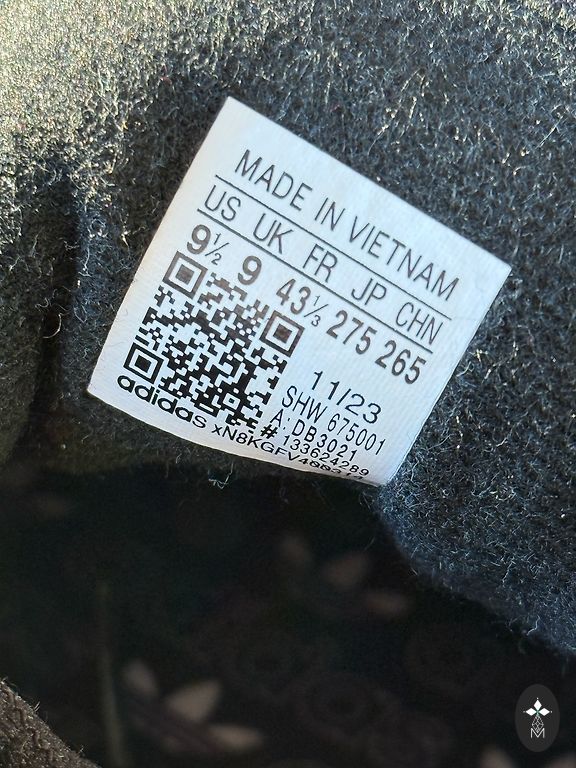 MADE IN VIETNAM
US UK FR JP CHN
9½ 9 43⅓ 275 265
11/23
SHW 675001
A: DB3021
# 133624289
adidas
M